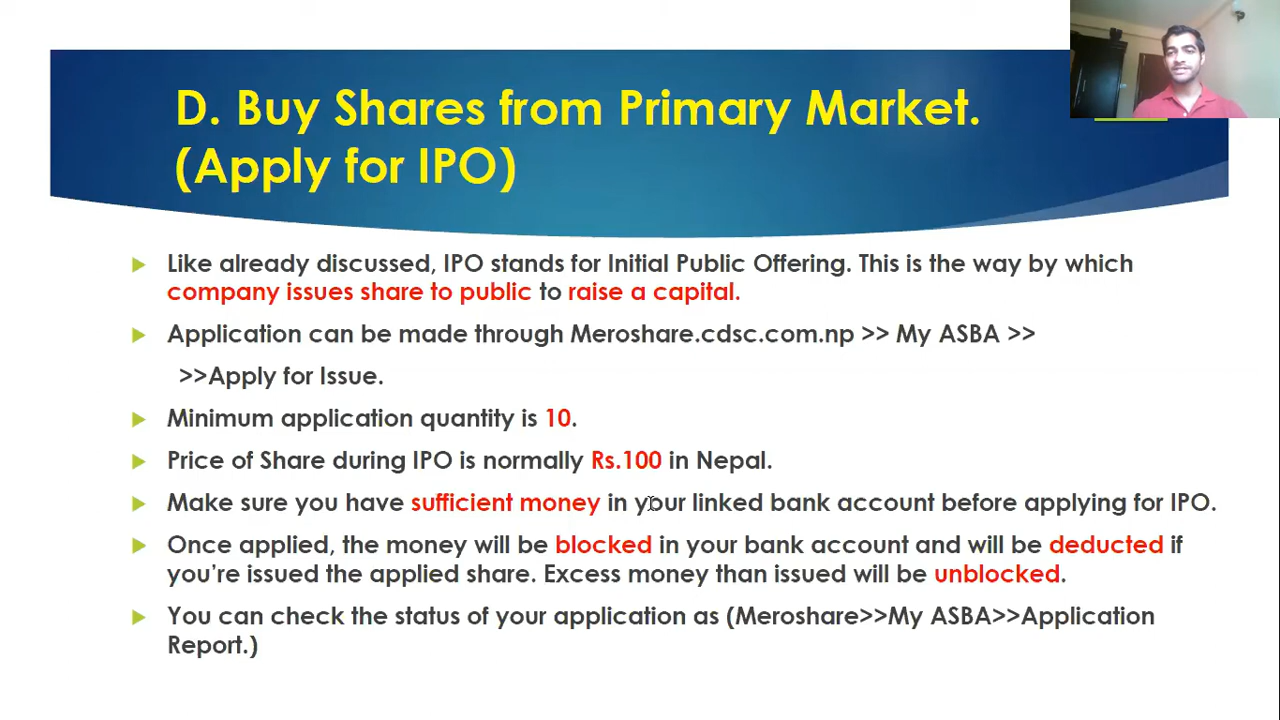 D. Buy Shares from Primary Market.
(Apply for IPO)
Like already discussed, IPO stands for Initial Public Offering. This is the way by which
company issues share to public to raise a capital.
Application can be made through Meroshare.cdsc.com.np >> My ASBA >>
>>Apply for Issue.
Minimum application quantity is 10.
Price of Share during IPO is normally Rs.100 in Nepal.
Make sure you have sufficient money in your linked bank account before applying for IPO.
Once applied, the money will be blocked in your bank account and will be deducted if
you’re issued the applied share. Excess money than issued will be unblocked.
You can check the status of your application as (Meroshare>>My ASBA>>Application
Report.)